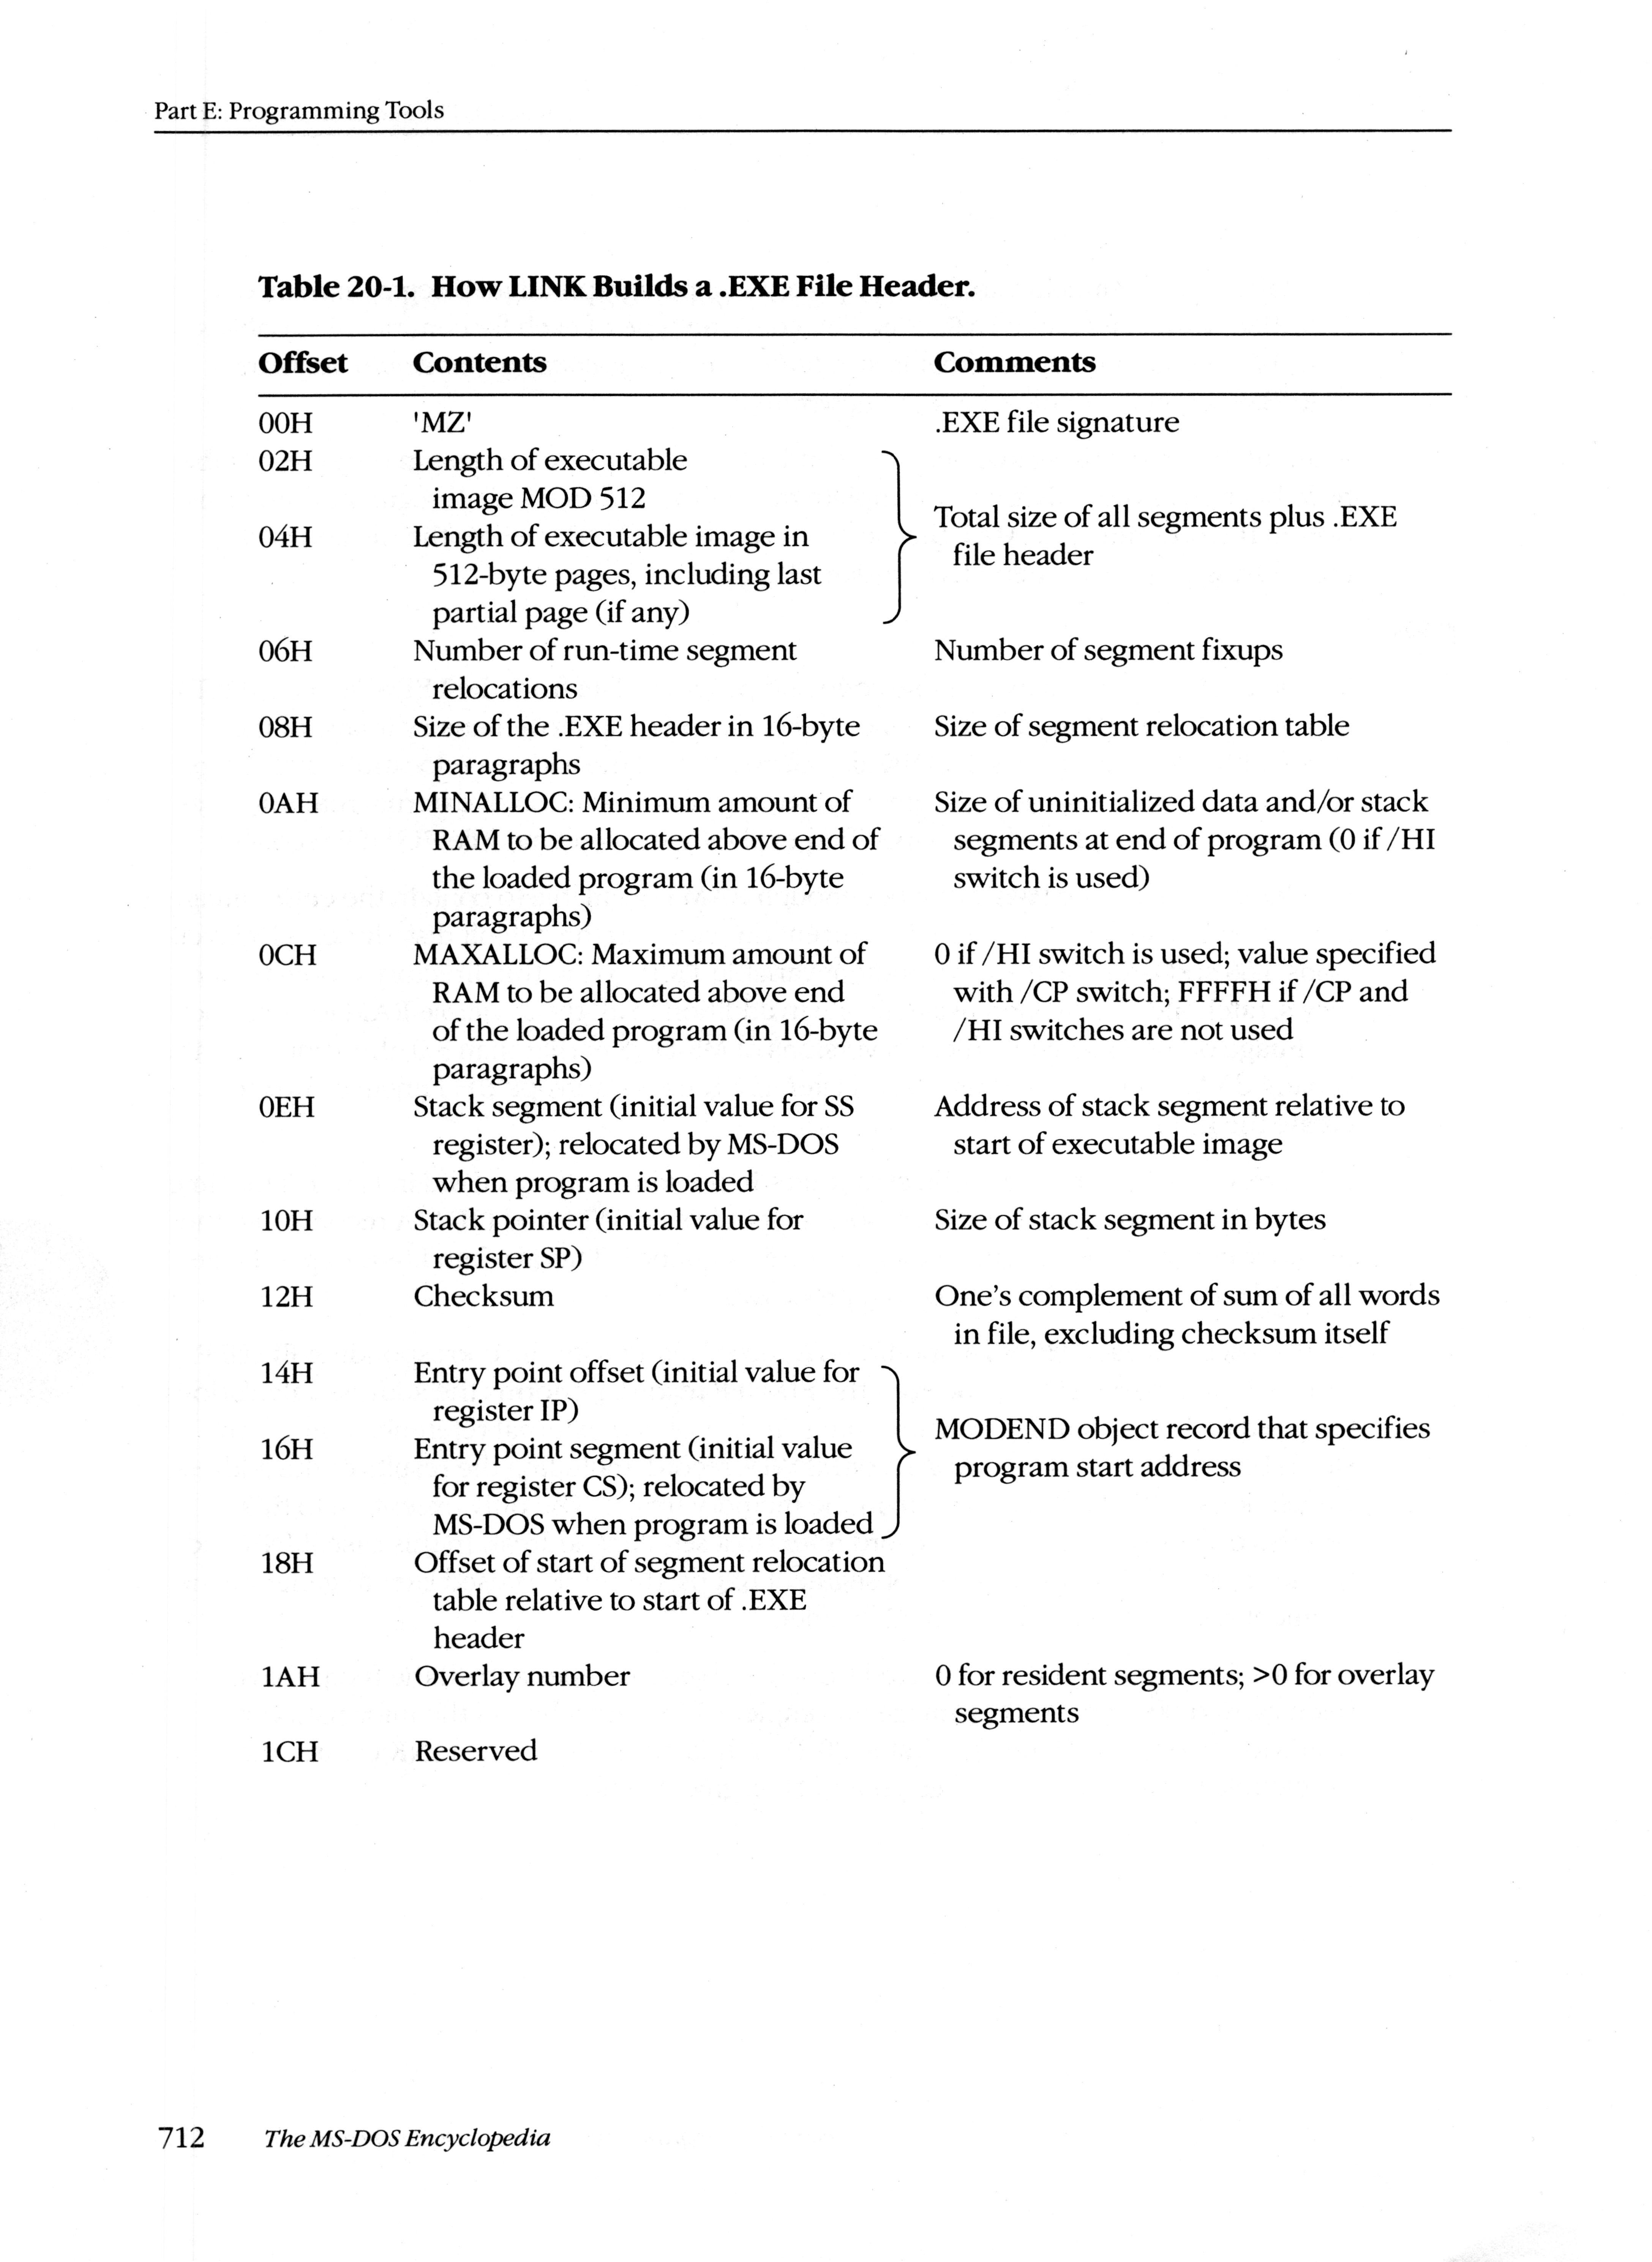 Part E: Programming Tools
Table 20-1. How LINK Builds a .EXE File Header.
Offset Contents Comments
00H 'MZ' .EXE file signature
02H Length of executable
image MOD 512
04H Length of executable image in
512-byte pages, including last
partial page (if any)
Total size of all segments plus .EXE
file header
06H Number of run-time segment Number of segment fixups
relocations
08H Size of the .EXE header in 16-byte Size of segment relocation table
paragraphs
0AH MINALLOC: Minimum amount of Size of uninitialized data and/or stack
RAM to be allocated above end of segments at end of program (0 if /HI
the loaded program (in 16-byte switch is used)
paragraphs)
0CH MAXALLOC: Maximum amount of 0 if /HI switch is used; value specified
RAM to be allocated above end with /CP switch; FFFFH if /CP and
of the loaded program (in 16-byte /HI switches are not used
paragraphs)
0EH Stack segment (initial value for SS Address of stack segment relative to
register); relocated by MS-DOS start of executable image
when program is loaded
10H Stack pointer (initial value for Size of stack segment in bytes
register SP)
12H Checksum One's complement of sum of all words
in file, excluding checksum itself
14H Entry point offset (initial value for
register IP)
16H Entry point segment (initial value
for register CS); relocated by
MS-DOS when program is loaded
MODEND object record that specifies
program start address
18H Offset of start of segment relocation
table relative to start of .EXE
header
1AH Overlay number 0 for resident segments; >0 for overlay
segments
1CH Reserved
712 The MS-DOS Encyclopedia